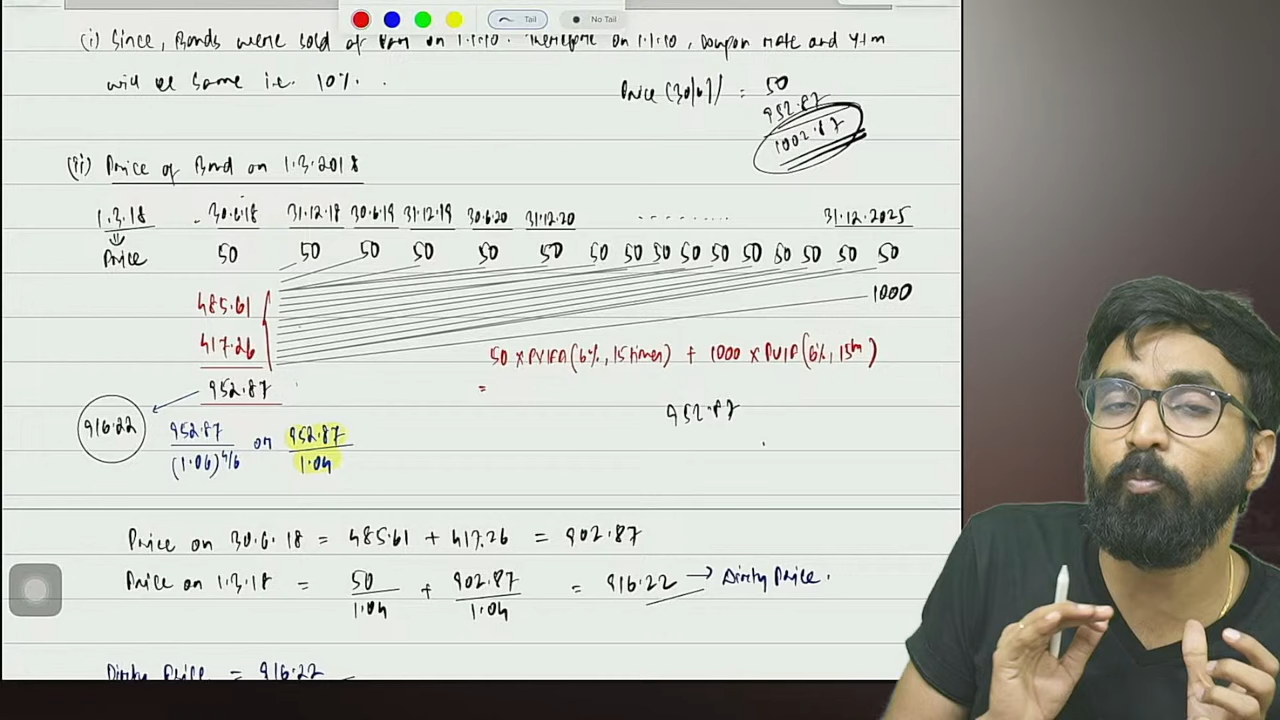 Tail
No Tail
(i) Since, Bonds were sold at Par on 1.1.10. Therefore on 1.1.10, Coupon rate and YTM
will be same i.e. 10%.
Price (30/6) = 50
952.87
1002.87
(ii) Price of Bond on 1.3.2018
1.3.18 30.6.18 31.12.18 30.6.19 31.12.19 30.6.20 31.12.20 ......... 31.12.2025
Price 50 50 50 50 50 50 50 50 50 50 50 50 50 50 50 50
1000
485.61
417.26
50 x PVIFA (6%, 15 times) + 1000 x PVIF (6%, 15th)
=
952.87
952.87
916.22
952.87 / (1.06)^4/6 or 952.87 / 1.04
Price on 30.6.18 = 485.61 + 417.26 = 902.87
Price on 1.3.18 = 50 / 1.04 + 902.87 / 1.04 = 916.22 → Dirty Price.
Dirty Price = 916.22